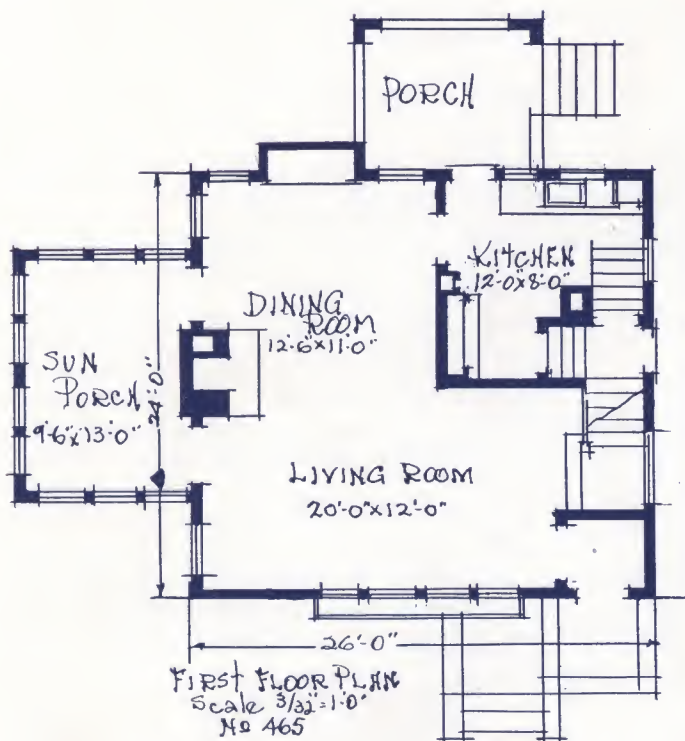 PORCH
KITCHEN
12'-0"x8'-0"
DINING
ROOM
12'-6"x11'-0"
SUN
PORCH
9'-6"x13'-0"
24'-0"
LIVING ROOM
20'-0"x12'-0"
26'-0"
FIRST FLOOR PLAN
Scale 3/32"=1'-0"
No 465